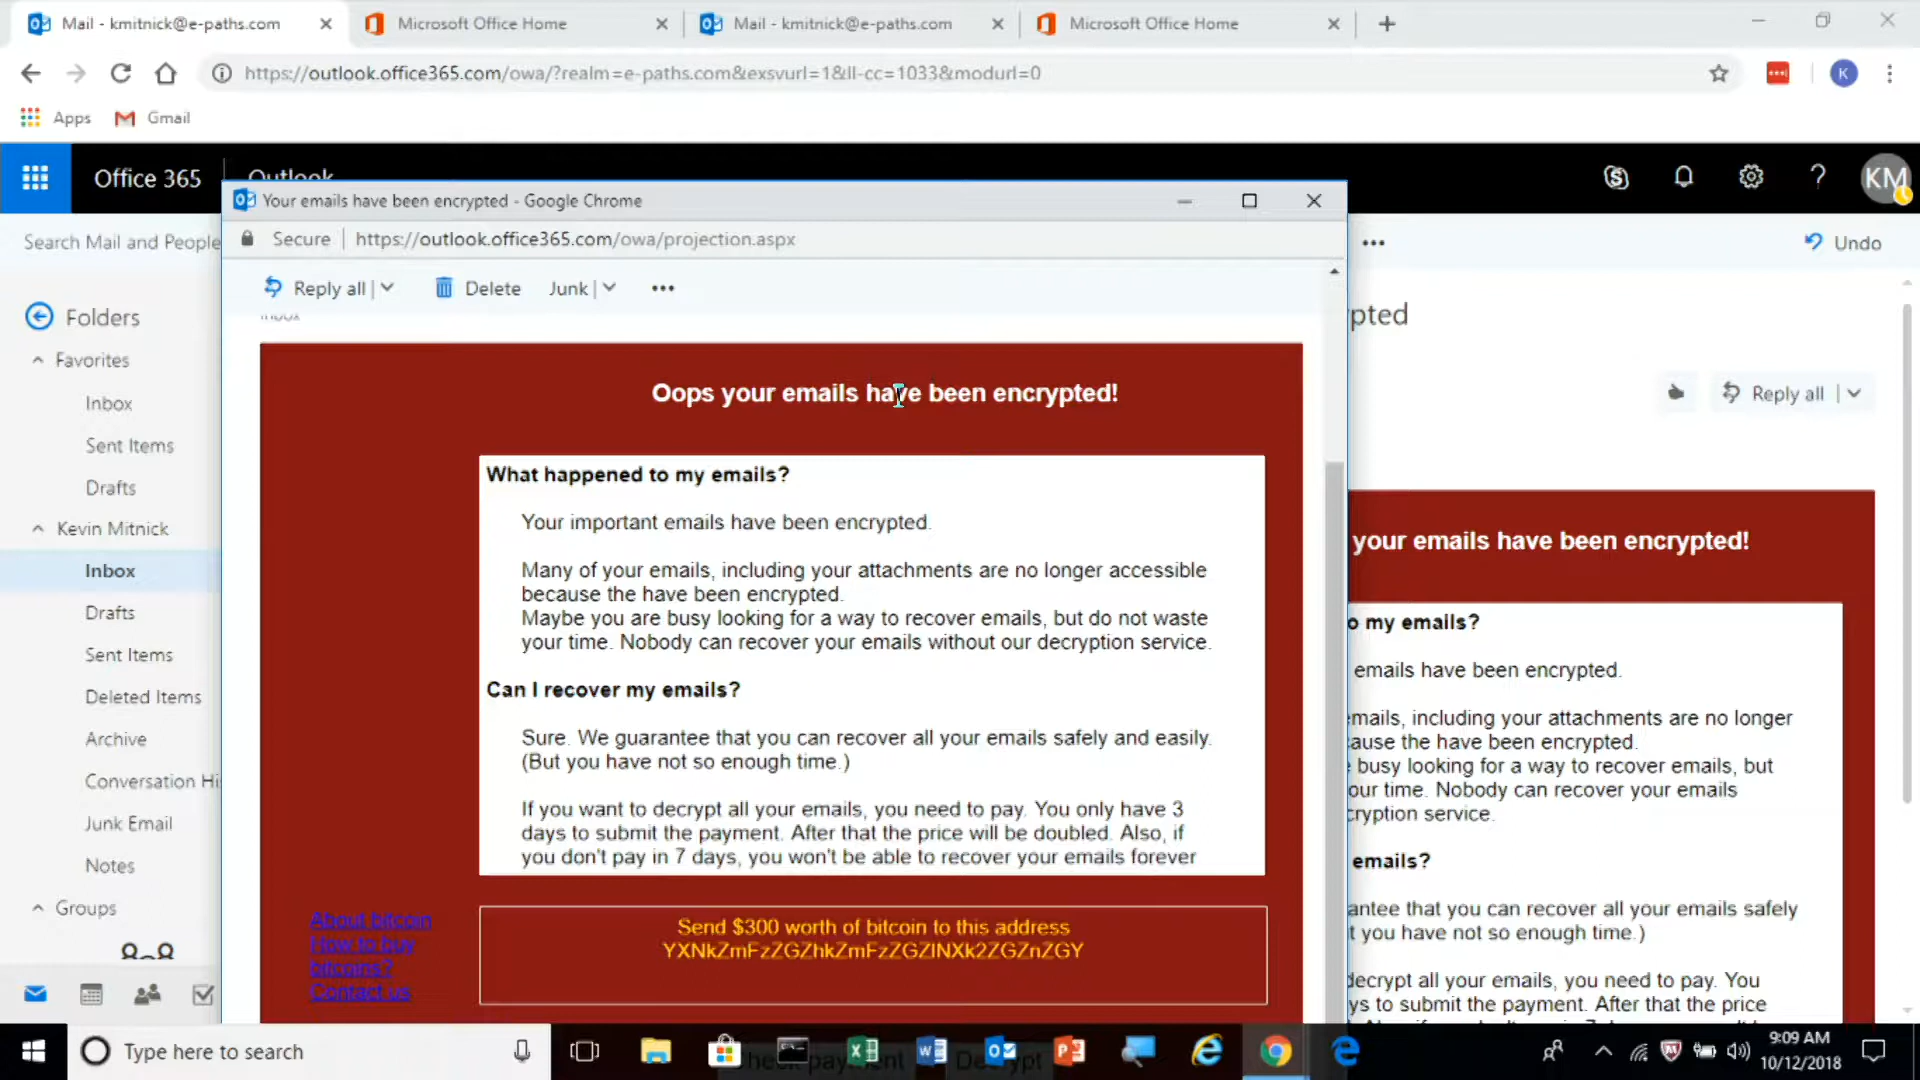 Mail - kmitnick@e-paths.com
Microsoft Office Home
Mail - kmitnick@e-paths.com
Microsoft Office Home
https://outlook.office365.com/owa/?realm=e-paths.com&exsvurl=1&ll-cc=1033&modurl=0
K
Apps
Gmail
Office 365
Outlook
KM
Your emails have been encrypted - Google Chrome
Search Mail and People
Secure
https://outlook.office365.com/owa/projection.aspx
Undo
Reply all
Delete
Junk
Inbox
Folders
Favorites
Inbox
Sent Items
Drafts
Kevin Mitnick
Inbox
Drafts
Sent Items
Deleted Items
Archive
Conversation Hi
Junk Email
Notes
Groups
Oops your emails have been encrypted!
What happened to my emails?
Your important emails have been encrypted.
Many of your emails, including your attachments are no longer accessible
because the have been encrypted.
Maybe you are busy looking for a way to recover emails, but do not waste
your time. Nobody can recover your emails without our decryption service.
Can I recover my emails?
Sure. We guarantee that you can recover all your emails safely and easily.
(But you have not so enough time.)
If you want to decrypt all your emails, you need to pay. You only have 3
days to submit the payment. After that the price will be doubled. Also, if
you don't pay in 7 days, you won't be able to recover your emails forever
About bitcoin
How to buy
bitcoins?
Contact us
Send $300 worth of bitcoin to this address
YXNkZmFzZGZhkZmFzZGZINXk2ZGZnZGY
pted
Reply all
your emails have been encrypted!
o my emails?
emails have been encrypted.
mails, including your attachments are no longer
ause the have been encrypted.
busy looking for a way to recover emails, but
our time. Nobody can recover your emails
cryption service.
emails?
antee that you can recover all your emails safely
t you have not so enough time.)
decrypt all your emails, you need to pay. You
ys to submit the payment. After that the price
Type here to search
heck payment
Decrypt
9:09 AM
10/12/2018